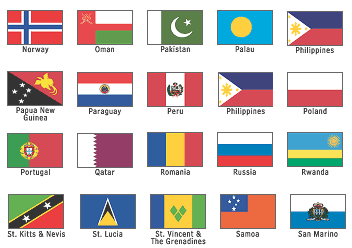 Norway Oman Pakistan Palau Philippines
Papua New
Guinea Paraguay Peru Philippines Poland
Portugal Qatar Romania Russia Rwanda
St. Kitts & Nevis St. Lucia St. Vincent &
The Grenadines Samoa San Marino